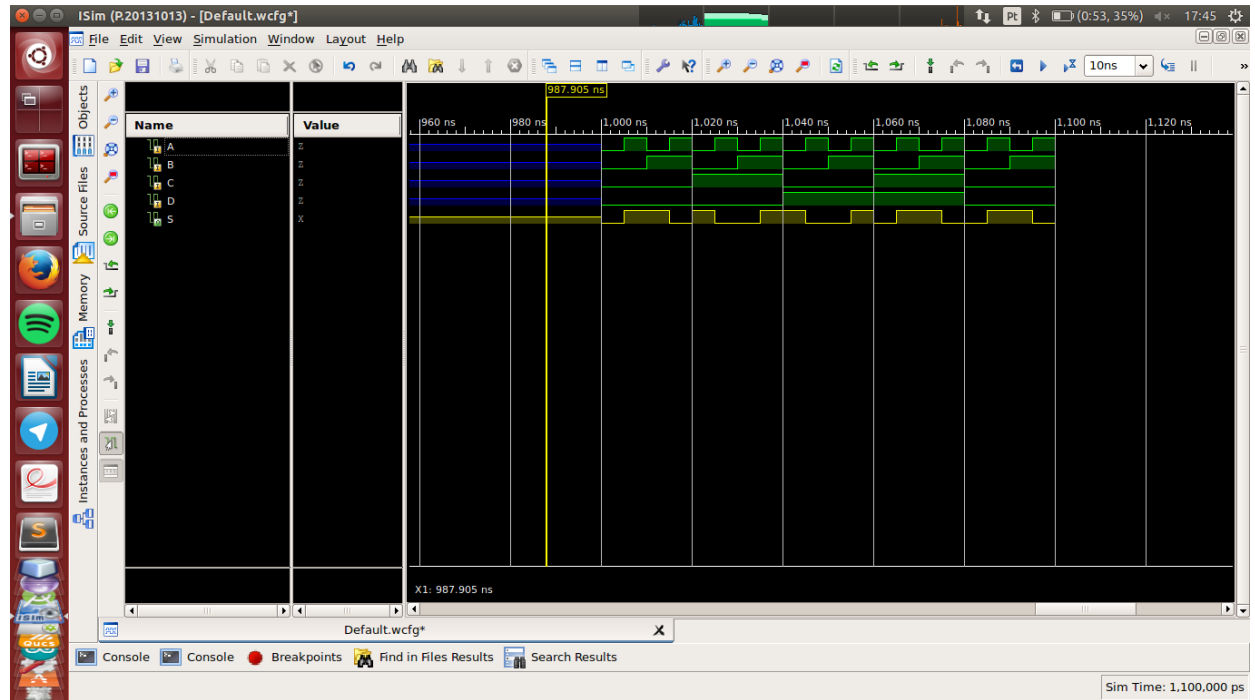 ISim (P.20131013) - [Default.wcfg*]
Pt (0:53, 35%) 17:45
File Edit View Simulation Window Layout Help
10ns »
987.905 ns
Name Value
960 ns 980 ns 1,000 ns 1,020 ns 1,040 ns 1,060 ns 1,080 ns 1,100 ns 1,120 ns
A Z
B Z
C Z
D Z
S X
Objects
Source Files
Memory
Instances and Processes
X1: 987.905 ns
Default.wcfg*
Console Console Breakpoints Find in Files Results Search Results
Sim Time: 1,100,000 ps
S
ISim
Qucs